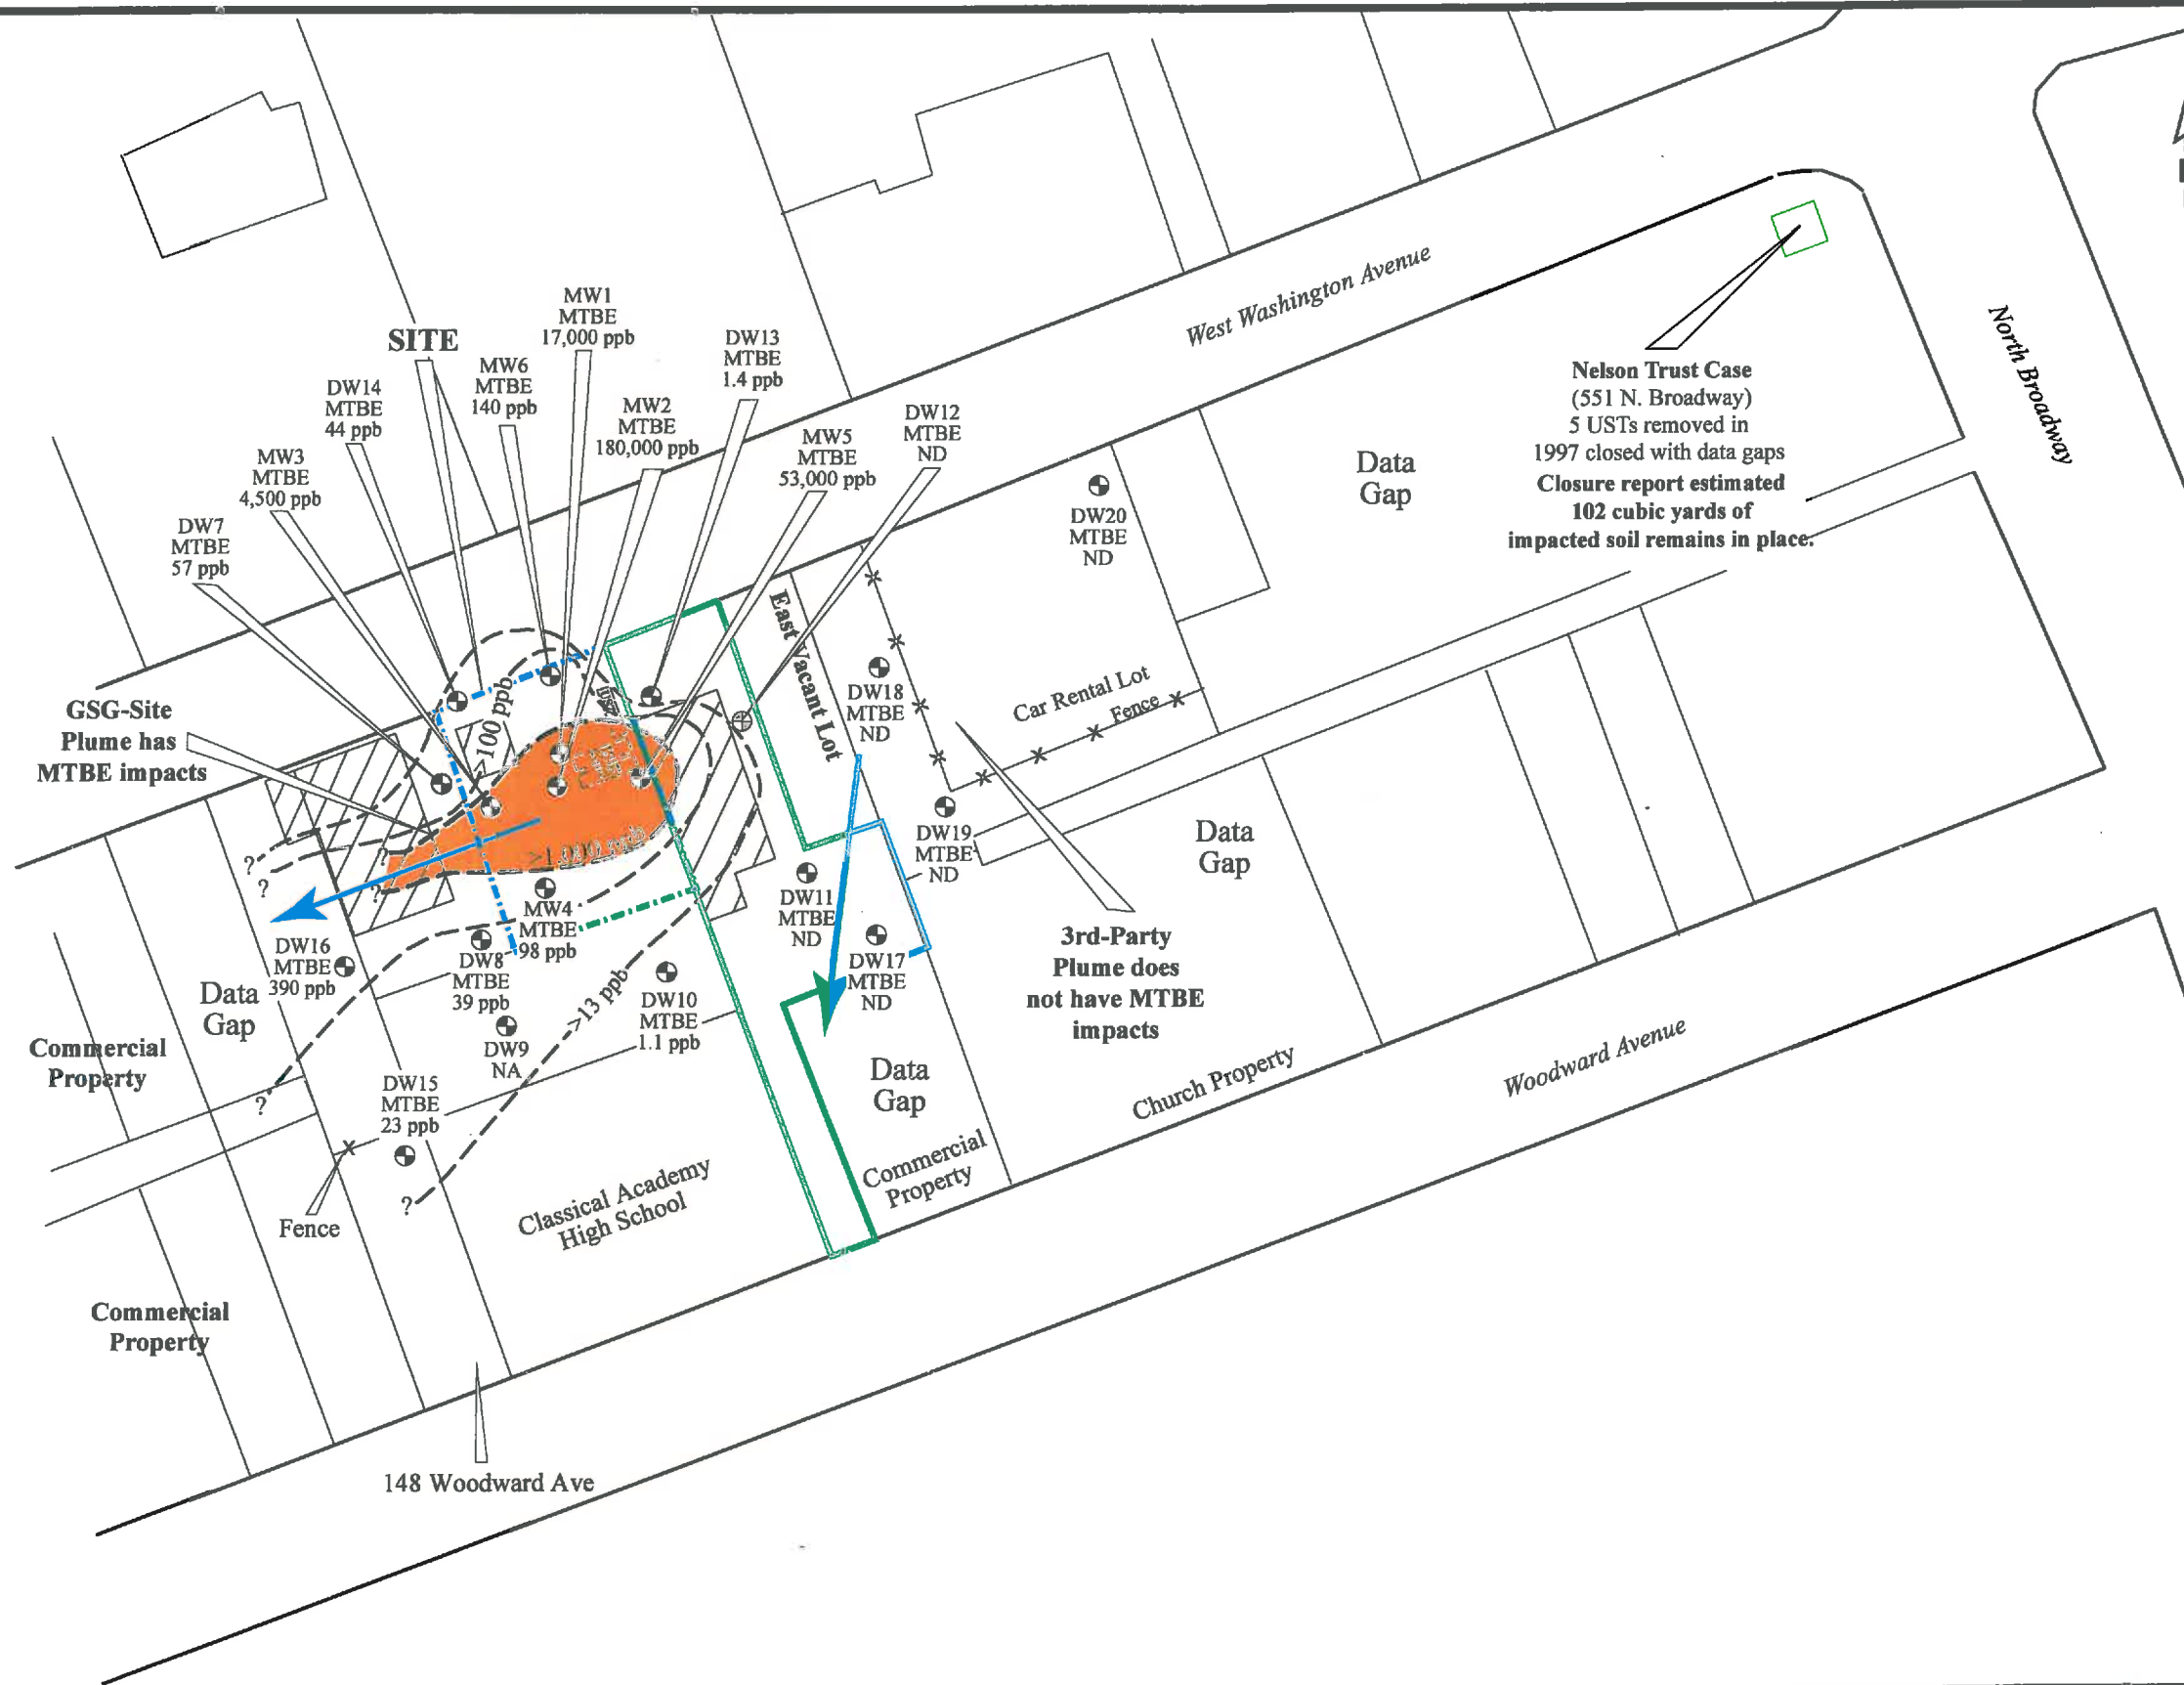 MW1
MTBE
17,000 ppb
SITE
MW6
MTBE
140 ppb
DW13
MTBE
1.4 ppb
DW14
MTBE
44 ppb
MW2
MTBE
180,000 ppb
DW12
MTBE
ND
MW5
MTBE
53,000 ppb
MW3
MTBE
4,500 ppb
DW7
MTBE
57 ppb
West Washington Avenue
North Broadway
Nelson Trust Case
(551 N. Broadway)
5 USTs removed in
1997 closed with data gaps
Closure report estimated
102 cubic yards of
impacted soil remains in place.
Data
Gap
DW20
MTBE
ND
East Vacant Lot
DW18
MTBE
ND
Car Rental Lot
Fence
GSG-Site
Plume has
MTBE impacts
>100 ppb
>1,000 ppb
DW19
MTBE
ND
Data
Gap
DW11
MTBE
ND
MW4
MTBE
98 ppb
DW17
MTBE
ND
3rd-Party
Plume does
not have MTBE
impacts
?
?
?
?
DW16
MTBE
390 ppb
DW8
MTBE
39 ppb
>13 ppb
DW10
MTBE
1.1 ppb
Data
Gap
DW9
NA
Commercial
Property
DW15
MTBE
23 ppb
?
?
Data
Gap
Church Property
Woodward Avenue
Commercial
Property
Classical Academy
High School
Fence
Commercial
Property
148 Woodward Ave